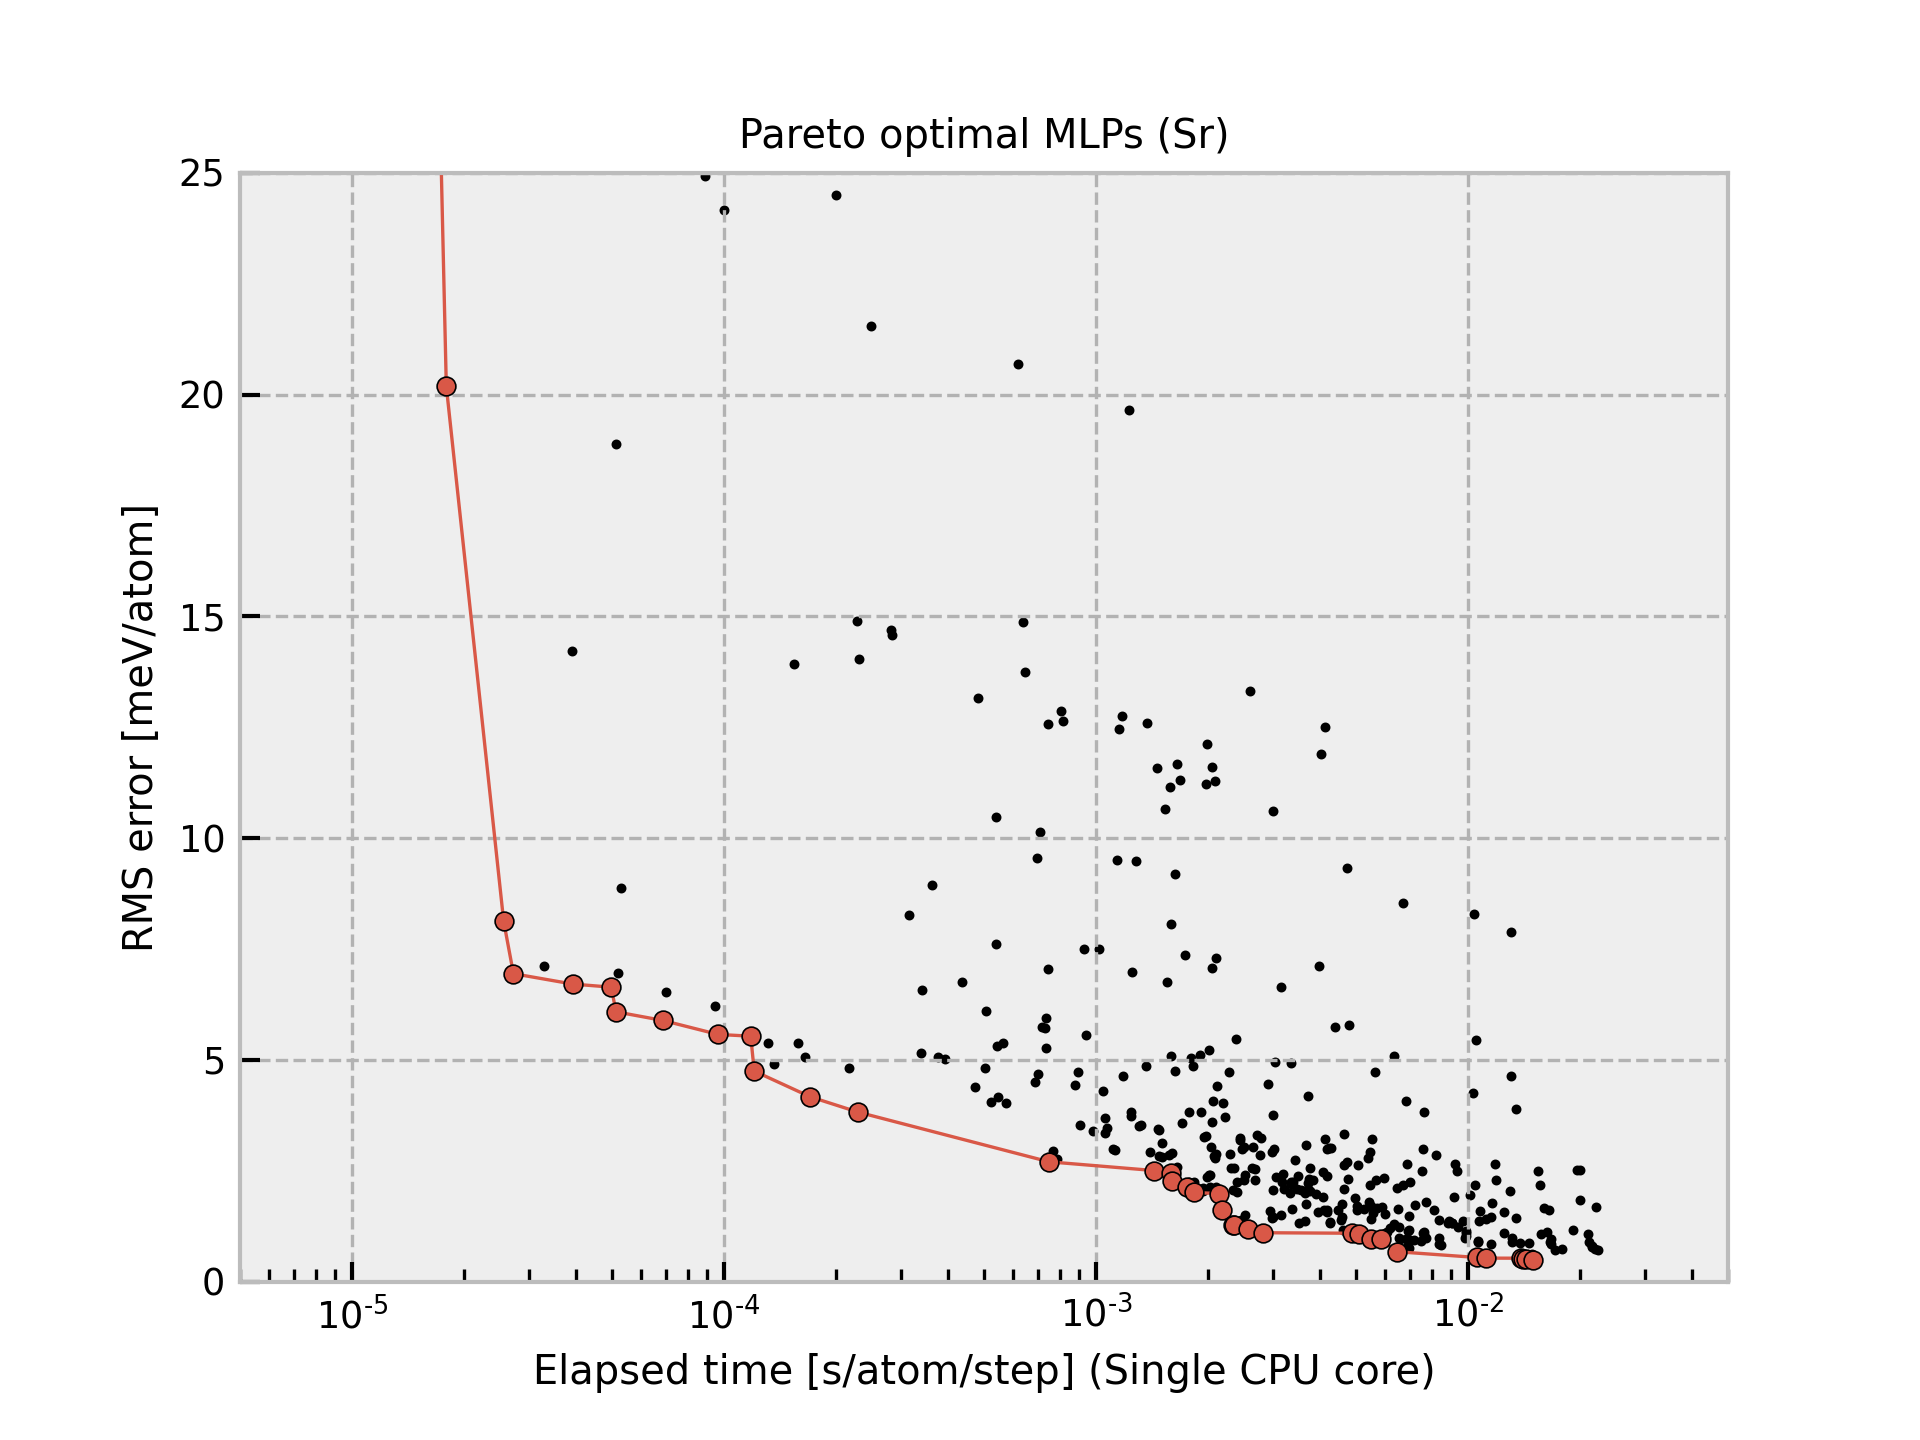 Pareto optimal MLPs (Sr)
25
20
15
10
5
0
RMS error [meV/atom]
10⁻⁵ 10⁻⁴ 10⁻³ 10⁻²
Elapsed time [s/atom/step] (Single CPU core)